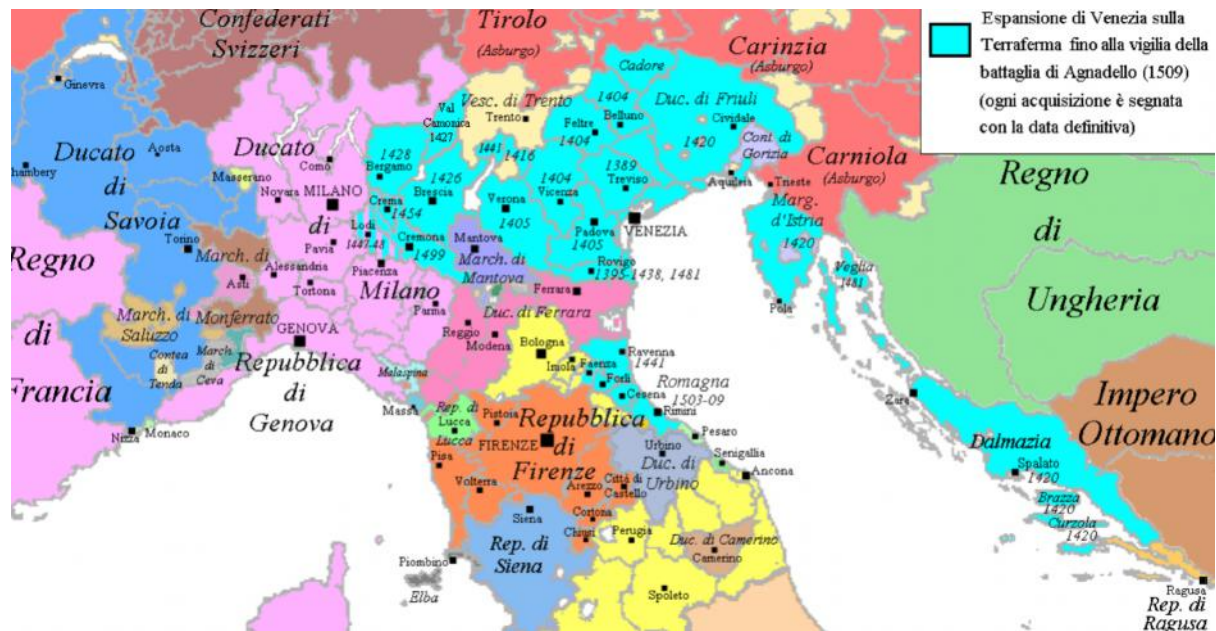 Espansione di Venezia sulla
Terraferma fino alla vigilia della
battaglia di Agnadello (1509)
(ogni acquisizione è segnata
con la data definitiva)
Confederati
Svizzeri
Tirolo
(Asburgo)
Carinzia
(Asburgo)
Ginevra
Cadore
Vesc. di Trento
Trento
1404
Belluno
Feltre
1404
Duc. di Friuli
Cividale
1420
Cont. di
Gorizia
Val
Camonica
1427
1441
1416
Carniola
(Asburgo)
Aosta
Ducato
di
Savoia
Masserano
Ducato
di
Milano
Como
Novara
MILANO
Pavia
1428
Bergamo
1426
Brescia
Crema
1454
Lodi
1447-48
Cremona
1499
Verona
1405
1404
Vicenza
1389
Treviso
Padova
1405
VENEZIA
Aquileia
Trieste
Marg.
d'Istria
1420
Pola
Veglia
1481
Regno
di
Ungheria
Mantova
March. di
Mantova
Rovigo
1395-1438, 1481
Torino
March. di
Monferrato
Asti
Alessandria
Tortona
Piacenza
Parma
Ferrara
Duc. di Ferrara
Reggio
Modena
Regno
di
Francia
March. di
Saluzzo
Contea
di
Tenda
March.
di
Ceva
GENOVA
Repubblica
di
Genova
Malaspina
Massa
Bologna
Imola
Faenza
Forlì
Cesena
Ravenna
1441
Romagna
1503-09
Rimini
Zara
Impero
Ottomano
Nizza
Monaco
Rep. di
Lucca
Lucca
Pistoia
FIRENZE
Repubblica
di
Firenze
Pisa
Volterra
Arezzo
Città di
Castello
Cortona
Chiusi
Urbino
Duc. di
Urbino
Pesaro
Senigallia
Ancona
Dalmazia
Spalato
1420
Brazza
1420
Curzola
1420
Siena
Rep. di
Siena
Perugia
Duc. di Camerino
Camerino
Spoleto
Piombino
Elba
Ragusa
Rep. di
Ragusa